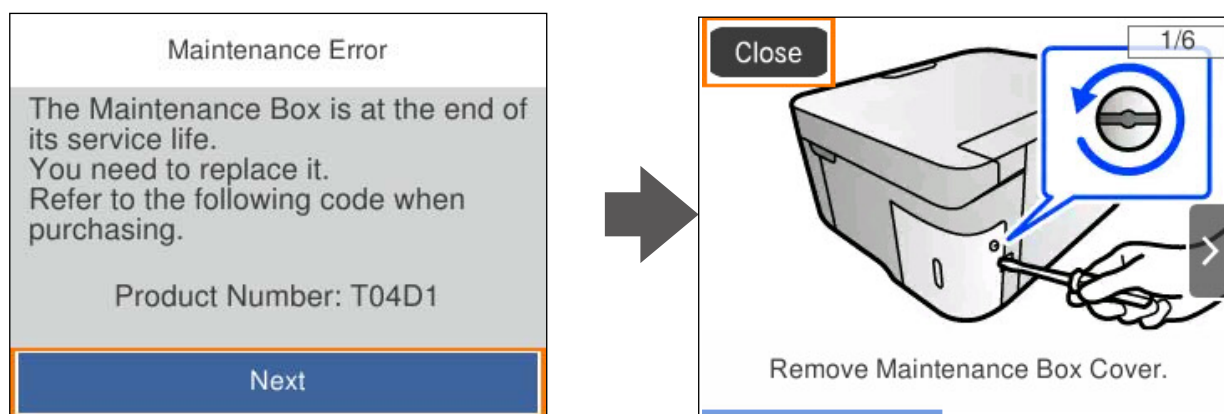 Maintenance Error
The Maintenance Box is at the end of
its service life.
You need to replace it.
Refer to the following code when
purchasing.
Product Number: T04D1
Next
Close
1/6
Remove Maintenance Box Cover.